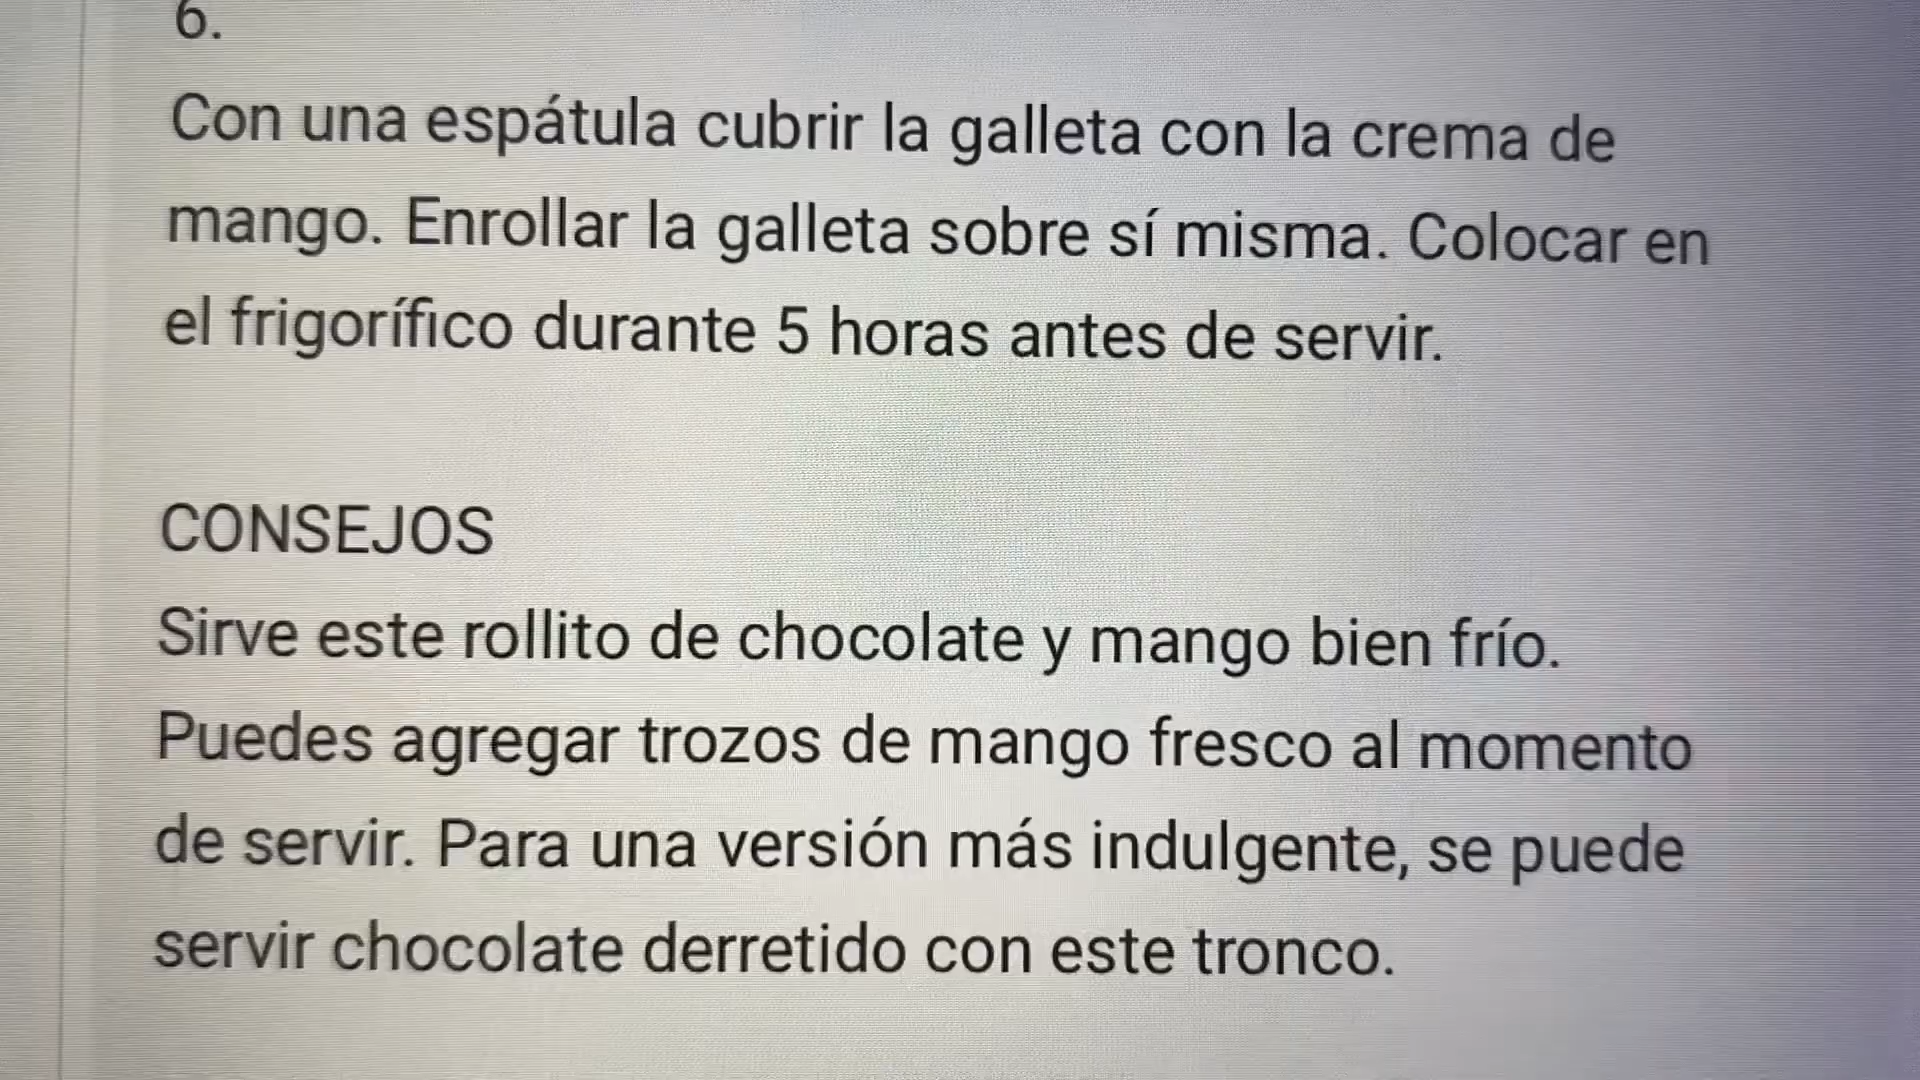 6.
Con una espátula cubrir la galleta con la crema de
mango. Enrollar la galleta sobre sí misma. Colocar en
el frigorífico durante 5 horas antes de servir.
CONSEJOS
Sirve este rollito de chocolate y mango bien frío.
Puedes agregar trozos de mango fresco al momento
de servir. Para una versión más indulgente, se puede
servir chocolate derretido con este tronco.